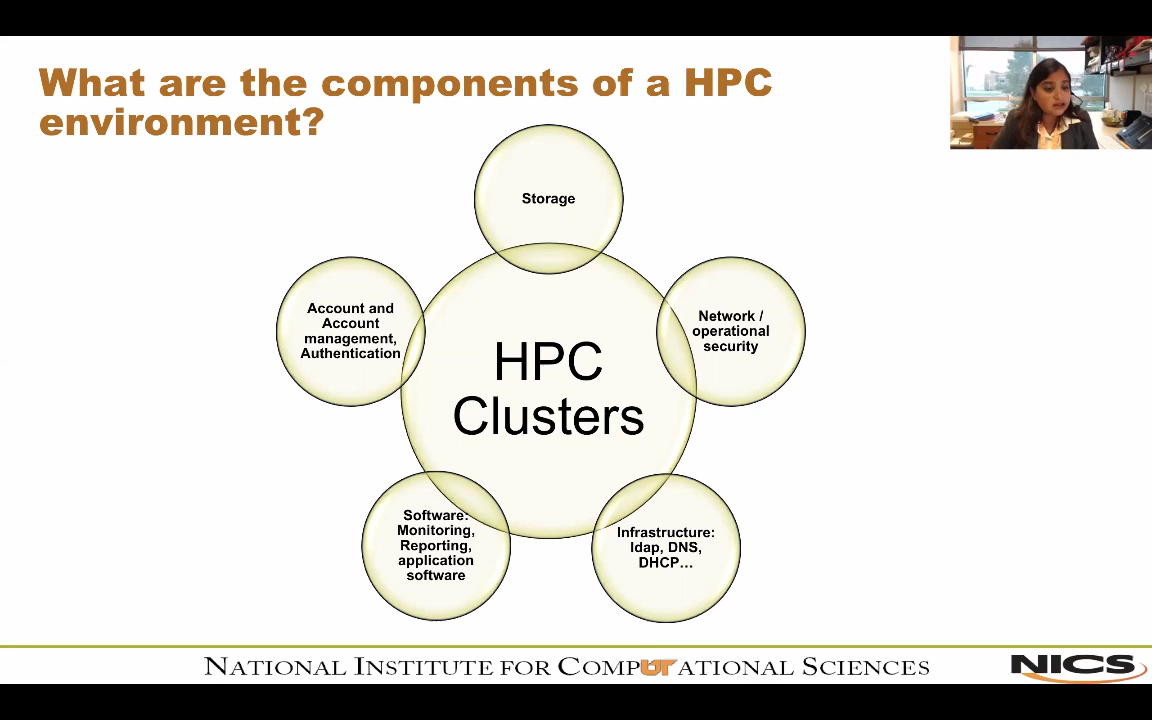 What are the components of a HPC
environment?
Storage
Account and
Account
management,
Authentication
Network /
operational
security
HPC
Clusters
Software:
Monitoring,
Reporting,
application
software
Infrastructure:
ldap, DNS,
DHCP…
NATIONAL INSTITUTE FOR COMPUTATIONAL SCIENCES
NICS